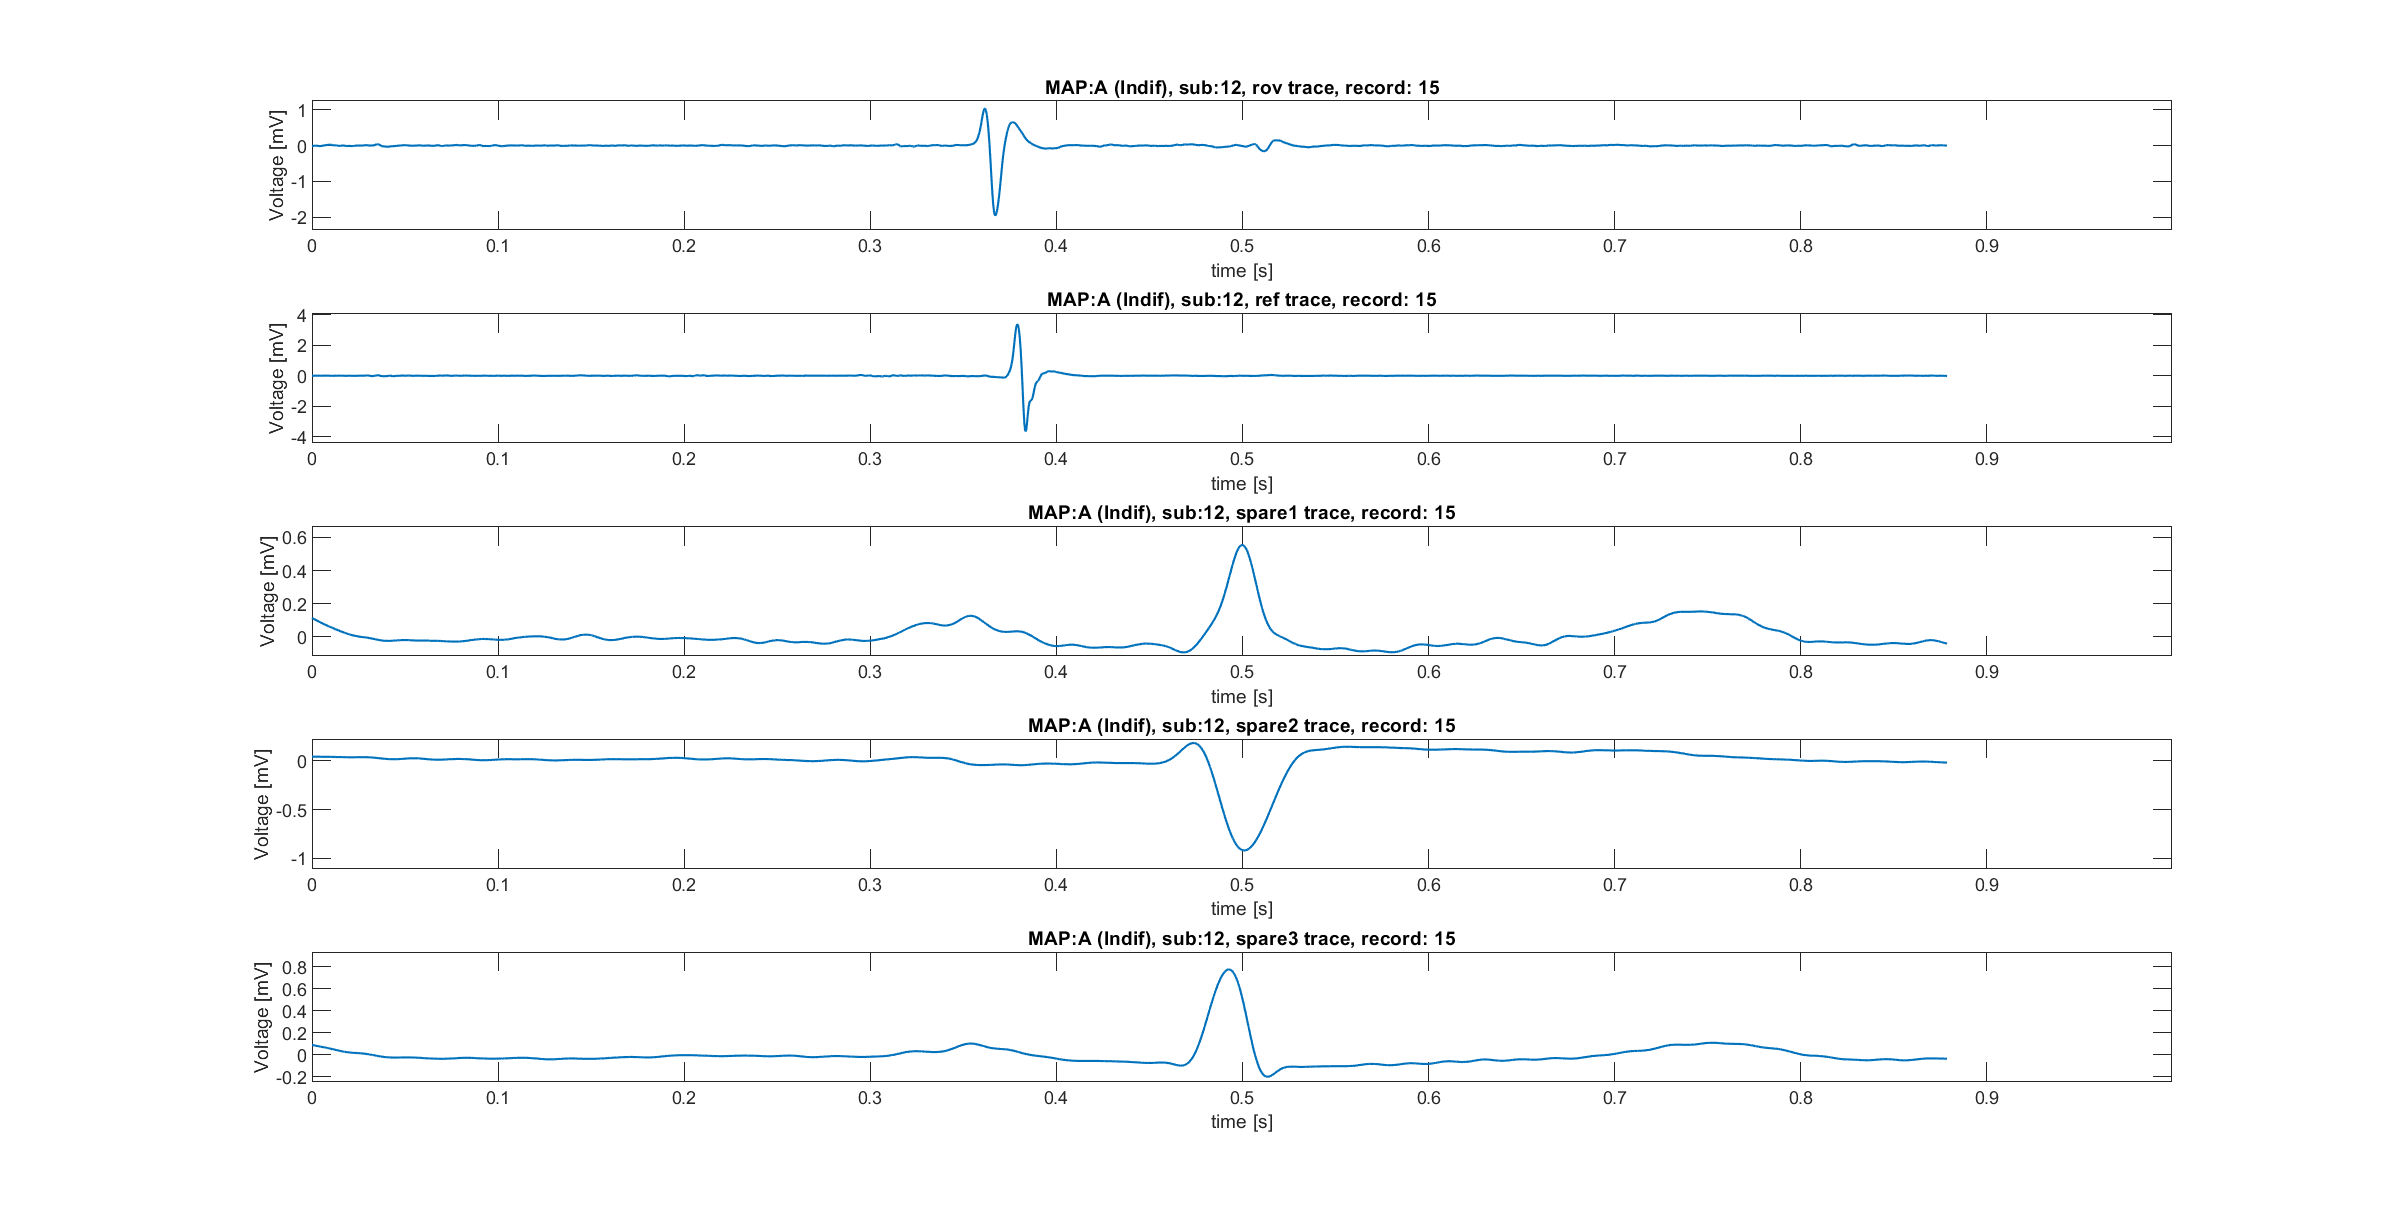 MAP:A (Indif), sub:12, rov trace, record: 15
Voltage [mV]
1
0
-1
-2
0 0.1 0.2 0.3 0.4 0.5 0.6 0.7 0.8 0.9
time [s]
MAP:A (Indif), sub:12, ref trace, record: 15
Voltage [mV]
4
2
0
-2
-4
0 0.1 0.2 0.3 0.4 0.5 0.6 0.7 0.8 0.9
time [s]
MAP:A (Indif), sub:12, spare1 trace, record: 15
Voltage [mV]
0.6
0.4
0.2
0
0 0.1 0.2 0.3 0.4 0.5 0.6 0.7 0.8 0.9
time [s]
MAP:A (Indif), sub:12, spare2 trace, record: 15
Voltage [mV]
0
-0.5
-1
0 0.1 0.2 0.3 0.4 0.5 0.6 0.7 0.8 0.9
time [s]
MAP:A (Indif), sub:12, spare3 trace, record: 15
Voltage [mV]
0.8
0.6
0.4
0.2
0
-0.2
0 0.1 0.2 0.3 0.4 0.5 0.6 0.7 0.8 0.9
time [s]